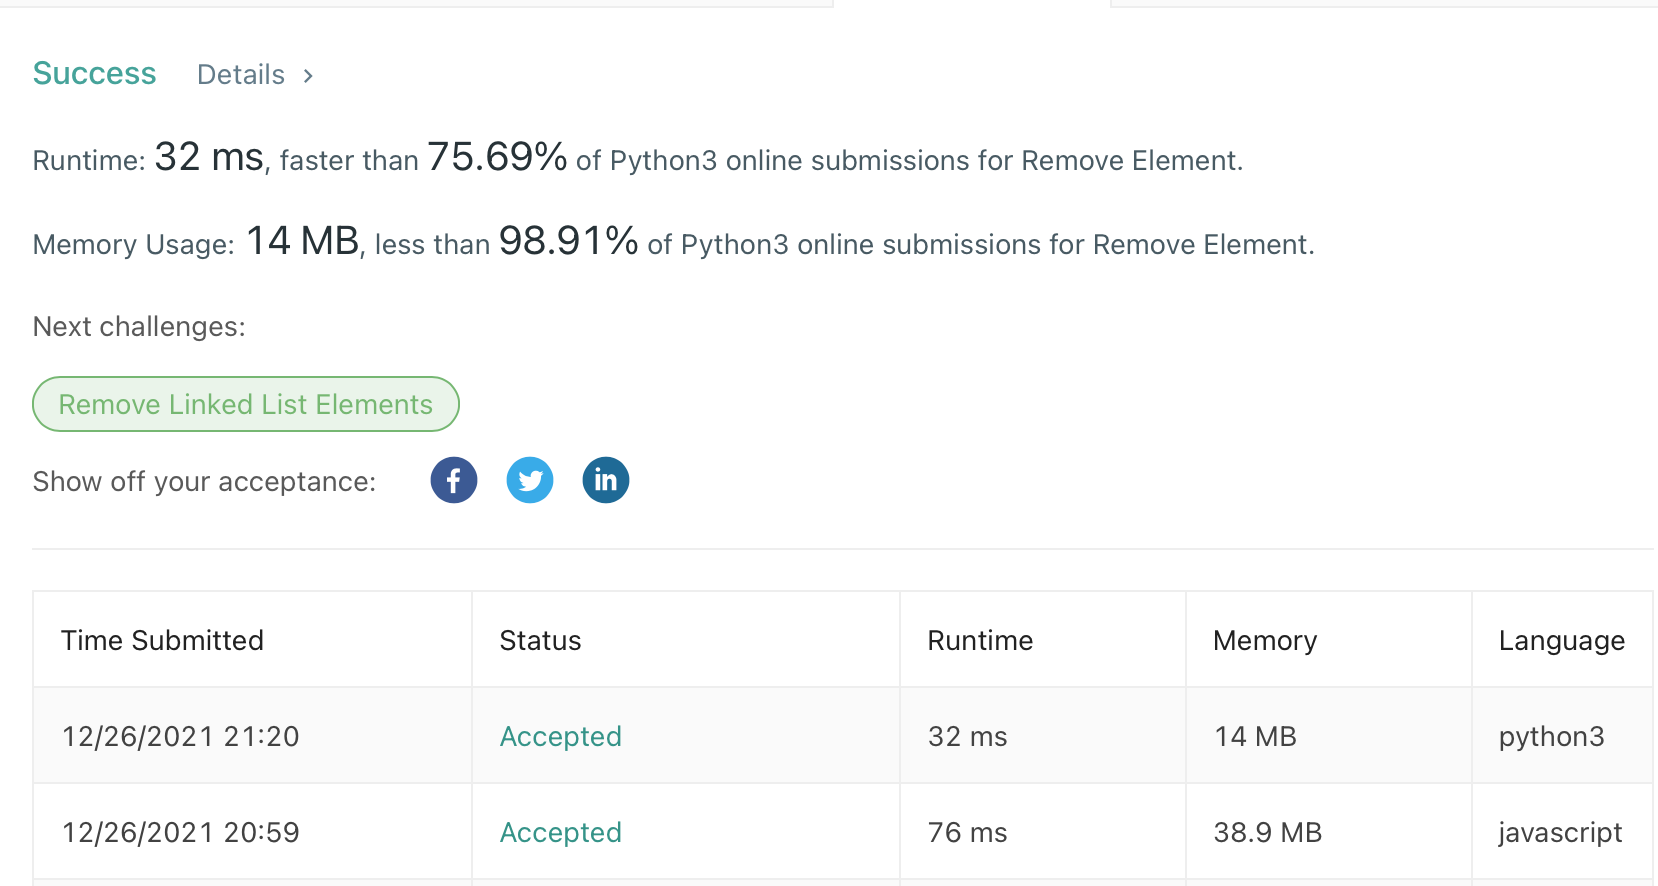 Success Details >
Runtime: 32 ms, faster than 75.69% of Python3 online submissions for Remove Element.
Memory Usage: 14 MB, less than 98.91% of Python3 online submissions for Remove Element.
Next challenges:
Remove Linked List Elements
Show off your acceptance: f in
Time Submitted Status Runtime Memory Language
12/26/2021 21:20 Accepted 32 ms 14 MB python3
12/26/2021 20:59 Accepted 76 ms 38.9 MB javascript